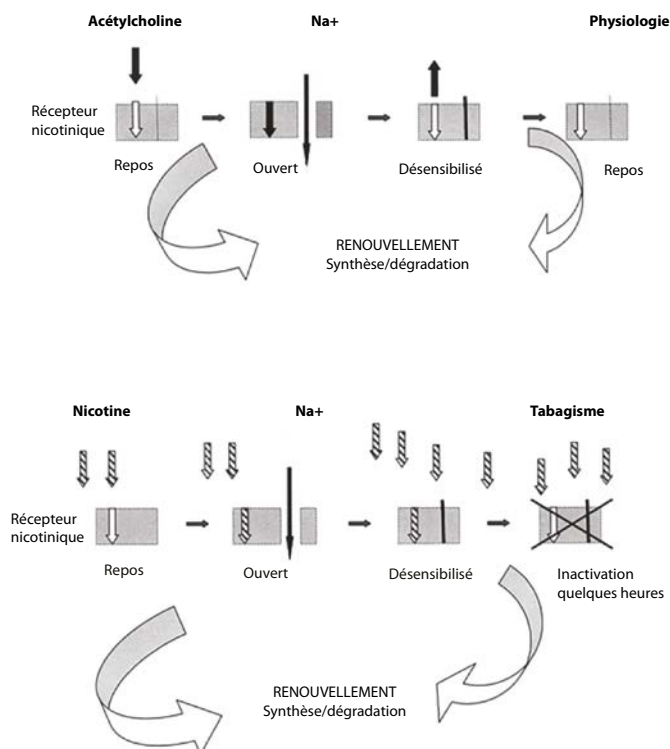 Acétylcholine
Na+
Physiologie
Récepteur
nicotinique
Repos
Ouvert
Désensibilisé
Repos
RENOUVELLEMENT
Synthèse/dégradation
Nicotine
Na+
Tabagisme
Récepteur
nicotinique
Repos
Ouvert
Désensibilisé
Inactivation
quelques heures
RENOUVELLEMENT
Synthèse/dégradation